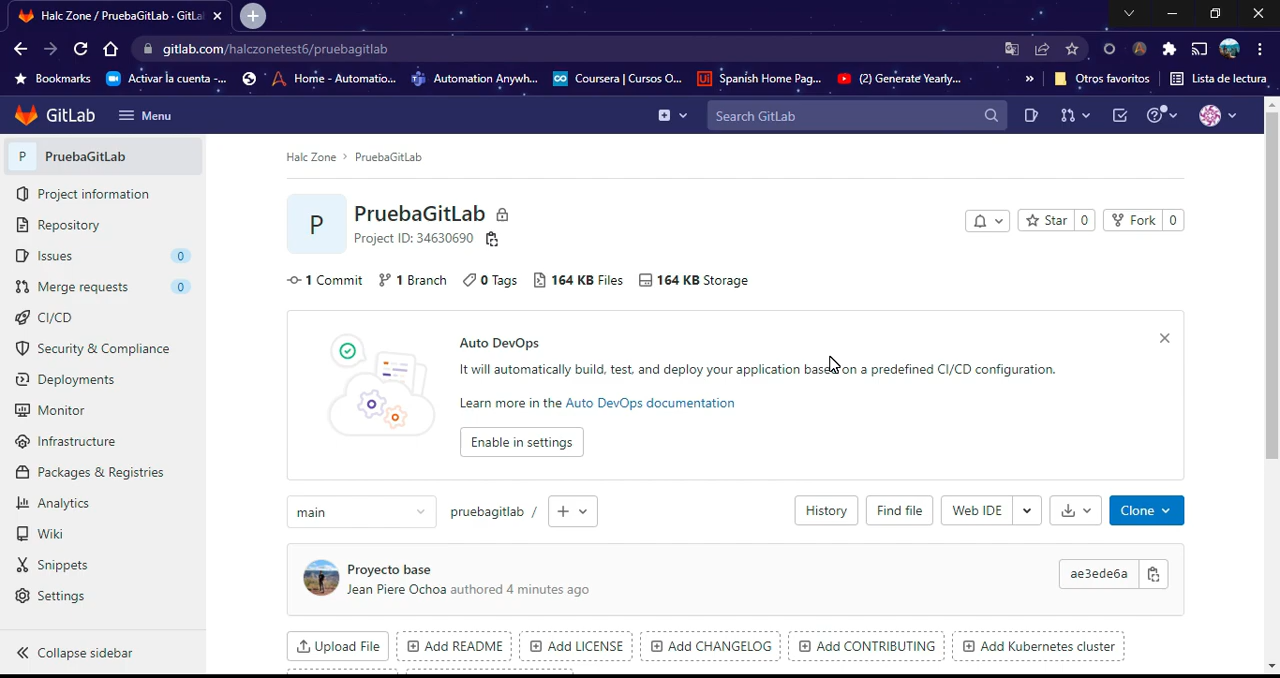 Halc Zone / PruebaGitLab · GitLa
gitlab.com/halczonetest6/pruebagitlab
Bookmarks
Activar la cuenta -...
Home - Automatio...
Automation Anywh...
Coursera | Cursos O...
Spanish Home Pag...
(2) Generate Yearly...
»
Otros favoritos
Lista de lectura
GitLab
Menu
Search GitLab
P PruebaGitLab
Project information
Repository
Issues 0
Merge requests 0
CI/CD
Security & Compliance
Deployments
Monitor
Infrastructure
Packages & Registries
Analytics
Wiki
Snippets
Settings
Collapse sidebar
Halc Zone > PruebaGitLab
P
PruebaGitLab
Project ID: 34630690
Star 0
Fork 0
1 Commit 1 Branch 0 Tags 164 KB Files 164 KB Storage
Auto DevOps
It will automatically build, test, and deploy your application based on a predefined CI/CD configuration.
Learn more in the Auto DevOps documentation
Enable in settings
main
pruebagitlab /
History
Find file
Web IDE
Clone
Proyecto base
Jean Piere Ochoa authored 4 minutes ago
ae3ede6a
Upload File
Add README
Add LICENSE
Add CHANGELOG
Add CONTRIBUTING
Add Kubernetes cluster